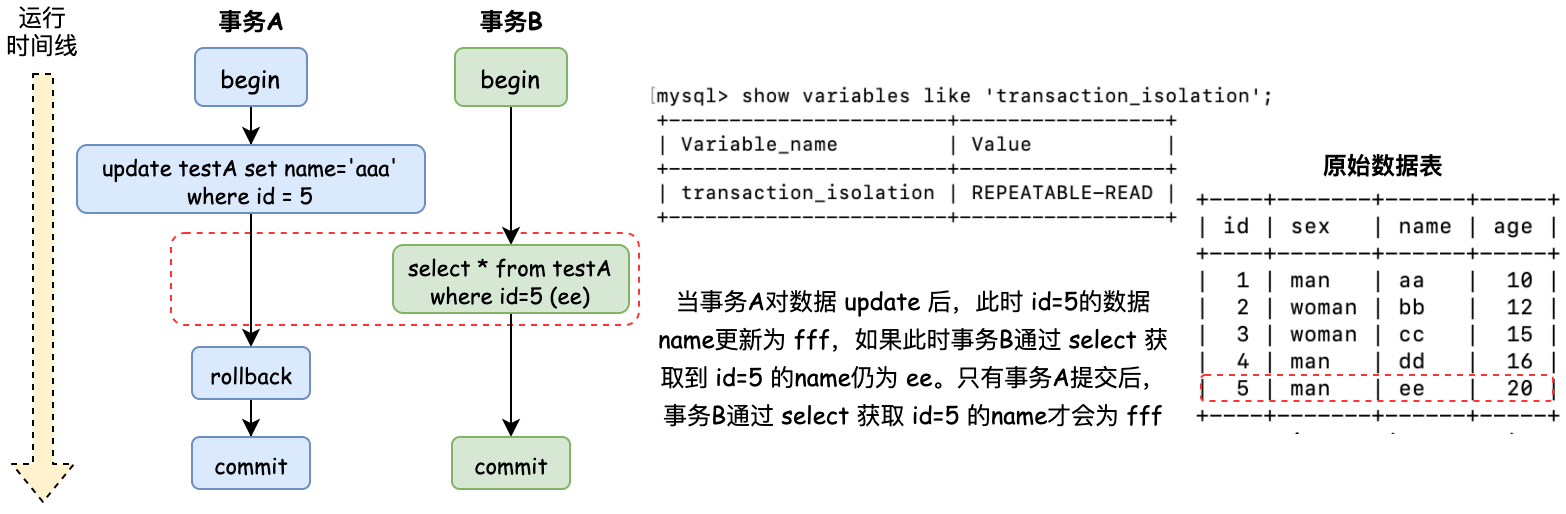 运行
时间线
事务A
begin
update testA set name='aaa'
where id = 5
rollback
commit
事务B
begin
select * from testA
where id=5 (ee)
commit
[mysql> show variables like 'transaction_isolation';
+-----------------------+-----------------+
| Variable_name | Value |
+-----------------------+-----------------+
| transaction_isolation | REPEATABLE-READ |
+-----------------------+-----------------+
当事务A对数据 update 后，此时 id=5的数据
name更新为 fff，如果此时事务B通过 select 获
取到 id=5 的name仍为 ee。只有事务A提交后，
事务B通过 select 获取 id=5 的name才会为 fff
原始数据表
+----+-------+------+-----+
| id | sex | name | age |
+----+-------+------+-----+
| 1 | man | aa | 10 |
| 2 | woman | bb | 12 |
| 3 | woman | cc | 15 |
| 4 | man | dd | 16 |
| 5 | man | ee | 20 |
+----+-------+------+-----+